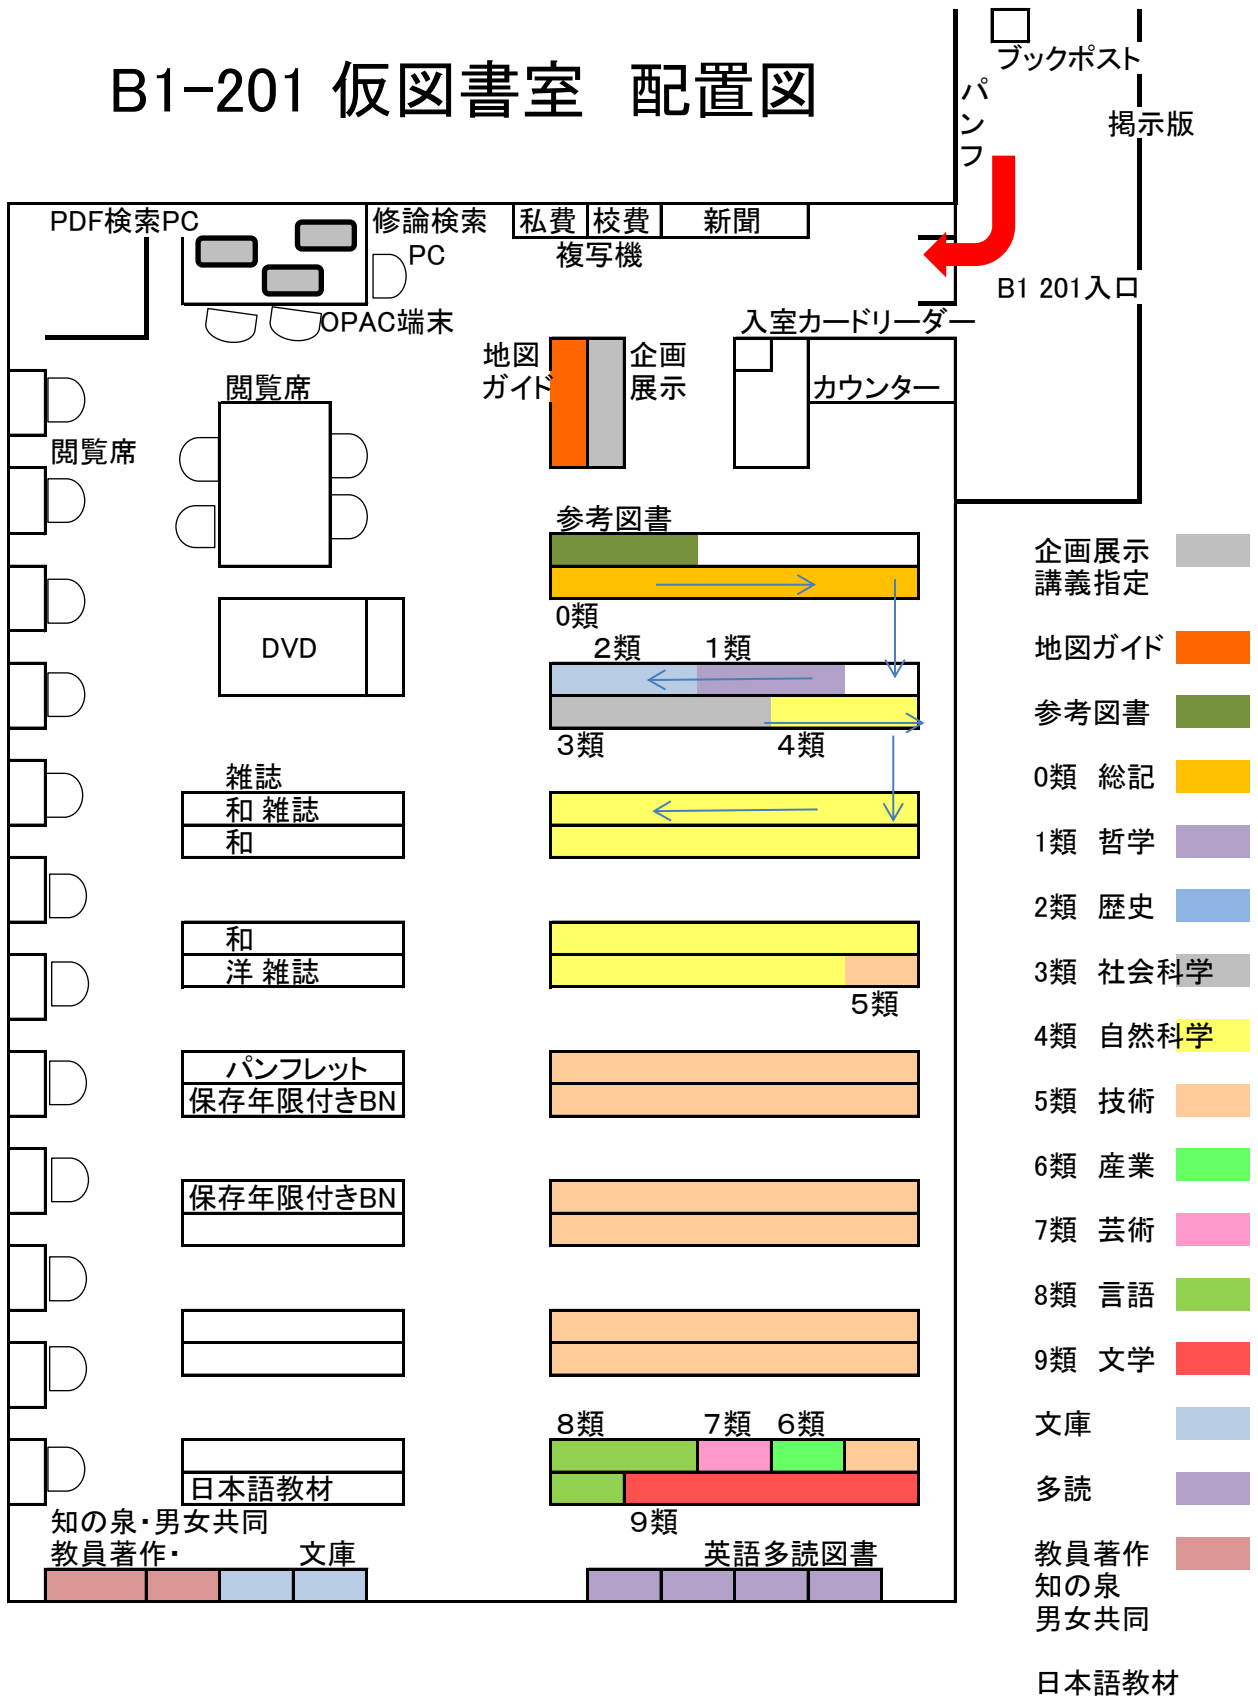 B1-201 仮図書室　配置図
ブックポスト
パンフ
掲示版
PDF検索PC
修論検索
PC
私費
校費
新聞
複写機
B1 201入口
OPAC端末
入室カードリーダー
地図
ガイド
企画
展示
カウンター
閲覧席
閲覧席
参考図書
0類
DVD
2類
1類
3類
4類
雑誌
和 雑誌
和
和
洋 雑誌
5類
パンフレット
保存年限付きBN
保存年限付きBN
8類
7類
6類
日本語教材
9類
知の泉・男女共同
教員著作・
文庫
英語多読図書
企画展示
講義指定
地図ガイド
参考図書
0類 総記
1類 哲学
2類 歴史
3類 社会科学
4類 自然科学
5類 技術
6類 産業
7類 芸術
8類 言語
9類 文学
文庫
多読
教員著作
知の泉
男女共同
日本語教材